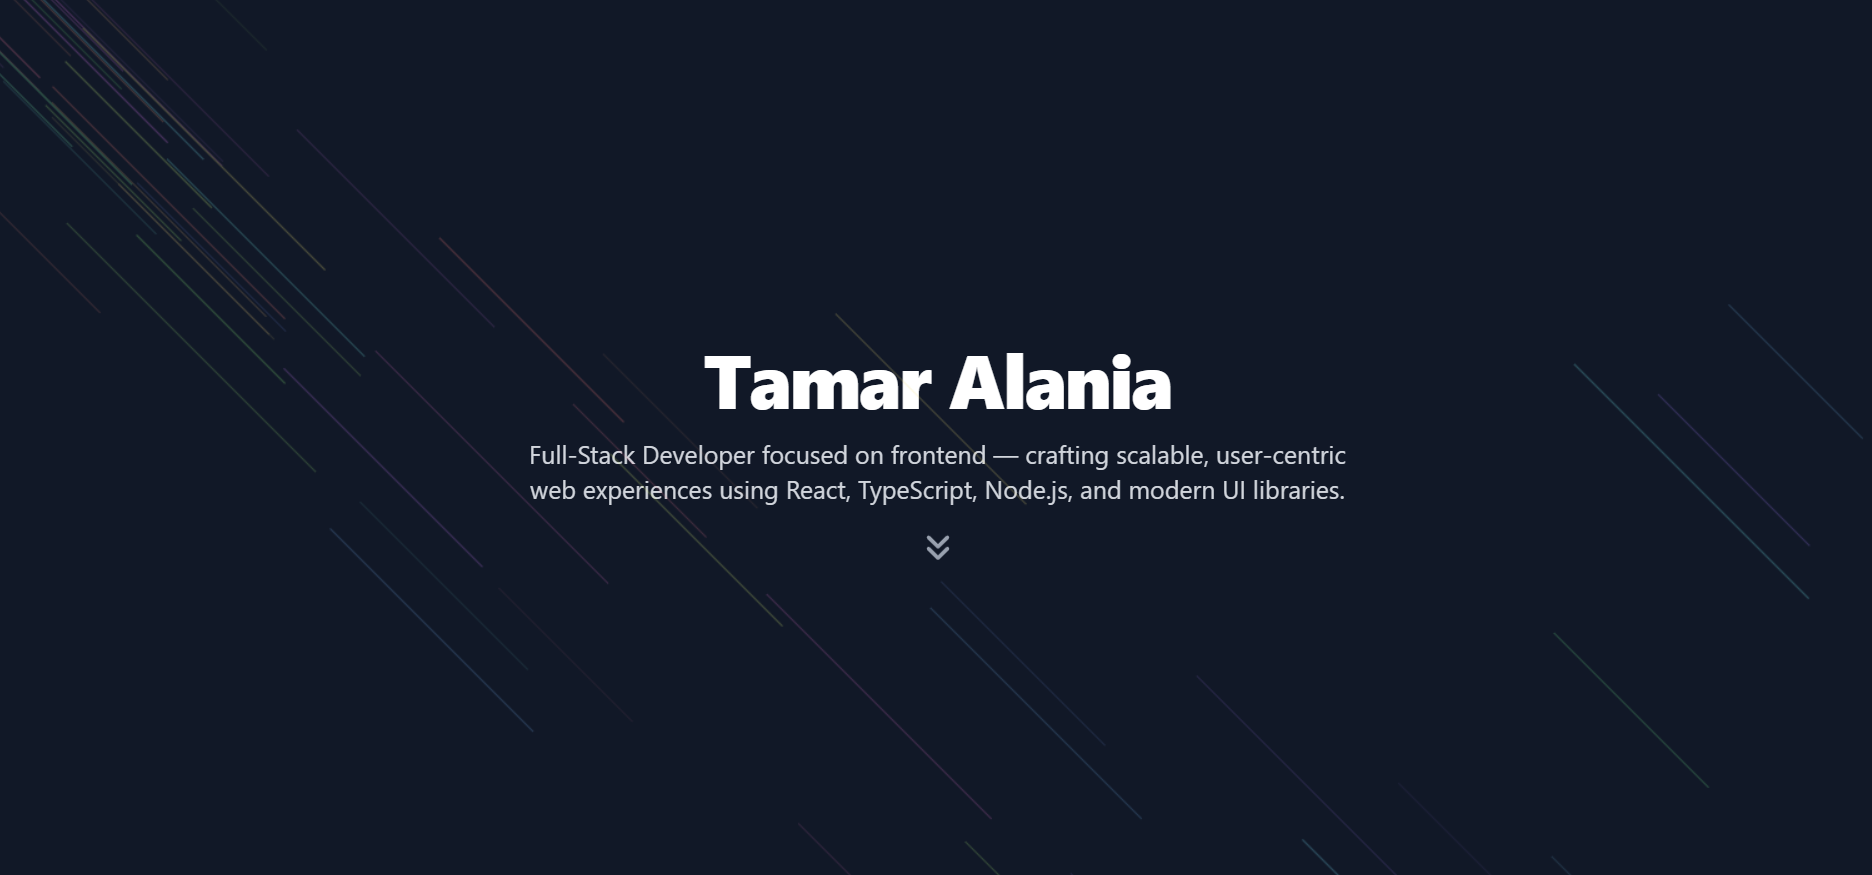 Tamar Alania
Full-Stack Developer focused on frontend — crafting scalable, user-centric
web experiences using React, TypeScript, Node.js, and modern UI libraries.